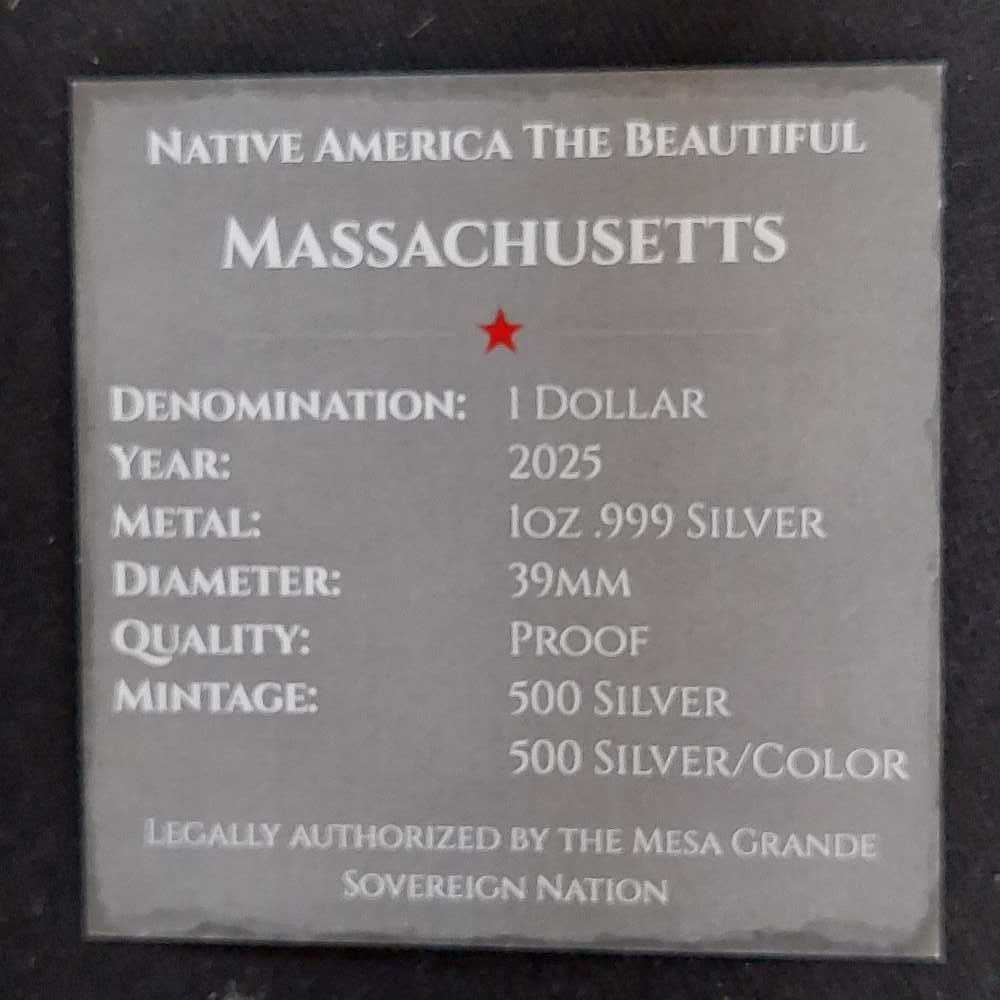 Native America The Beautiful
Massachusetts
Denomination: 1 Dollar
Year: 2025
Metal: 1oz .999 Silver
Diameter: 39mm
Quality: Proof
Mintage: 500 Silver
500 Silver/Color
Legally authorized by the Mesa Grande
Sovereign Nation